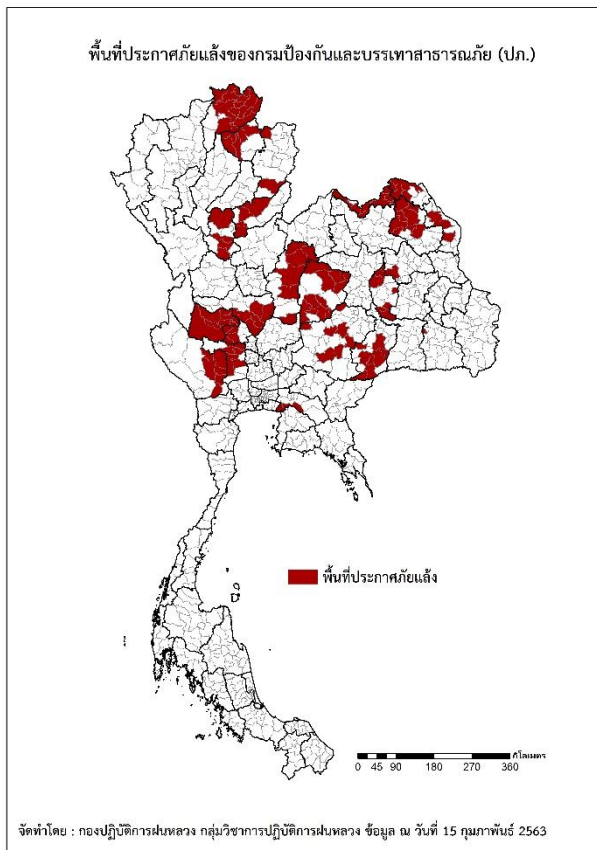 พื้นที่ประกาศภัยแล้งของกรมป้องกันและบรรเทาสาธารณภัย (ปภ.)
พื้นที่ประกาศภัยแล้ง
กิโลเมตร
0 45 90 180 270 360
จัดทำโดย : กองปฏิบัติการฝนหลวง กลุ่มวิชาการปฏิบัติการฝนหลวง ข้อมูล ณ วันที่ 15 กุมภาพันธ์ 2563